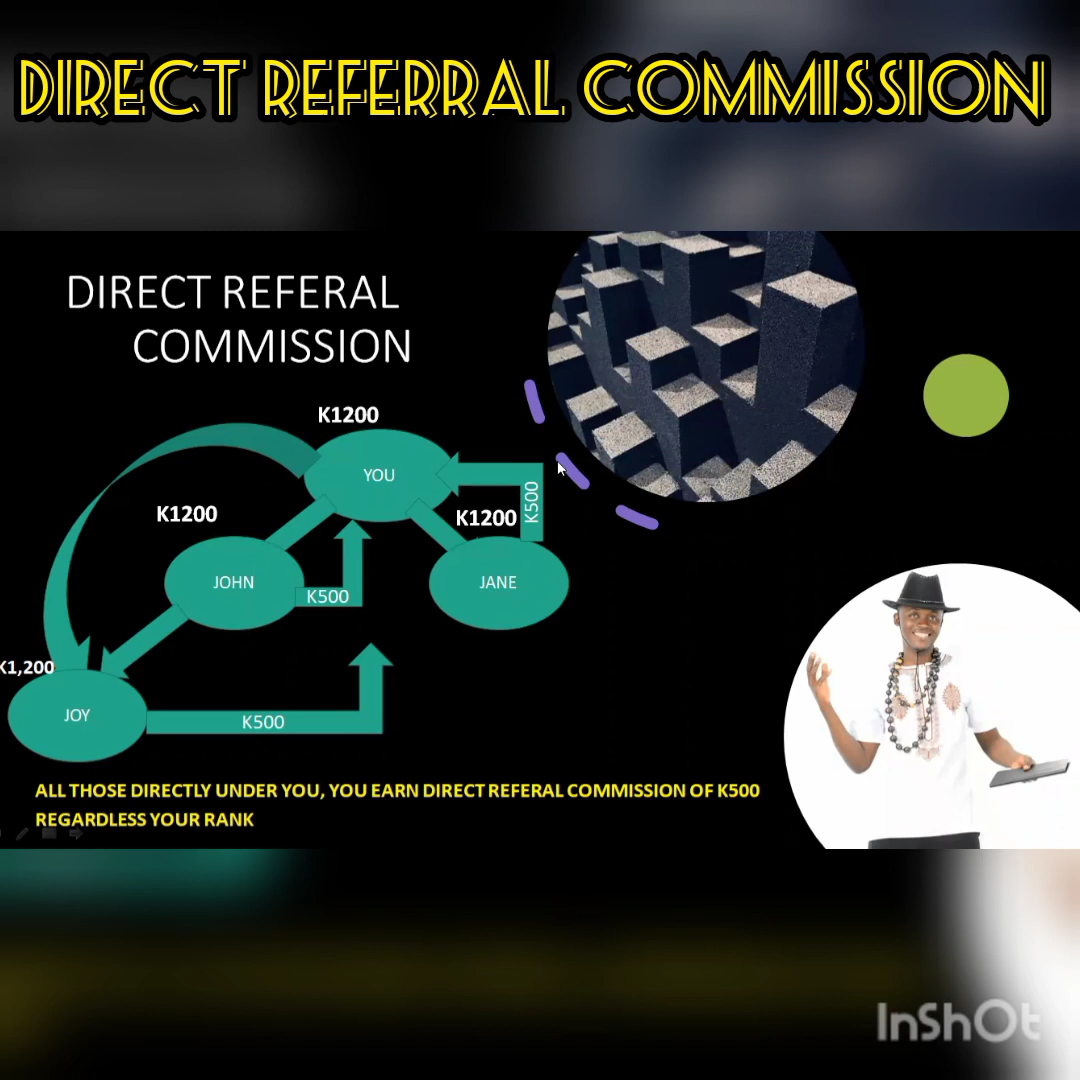 DIRECT REFERRAL COMMISSION
DIRECT REFERAL
COMMISSION
K1200
YOU
K1200
K1200
K500
JOHN
JANE
K500
K1,200
JOY
K500
ALL THOSE DIRECTLY UNDER YOU, YOU EARN DIRECT REFERAL COMMISSION OF K500
REGARDLESS YOUR RANK
InShOt